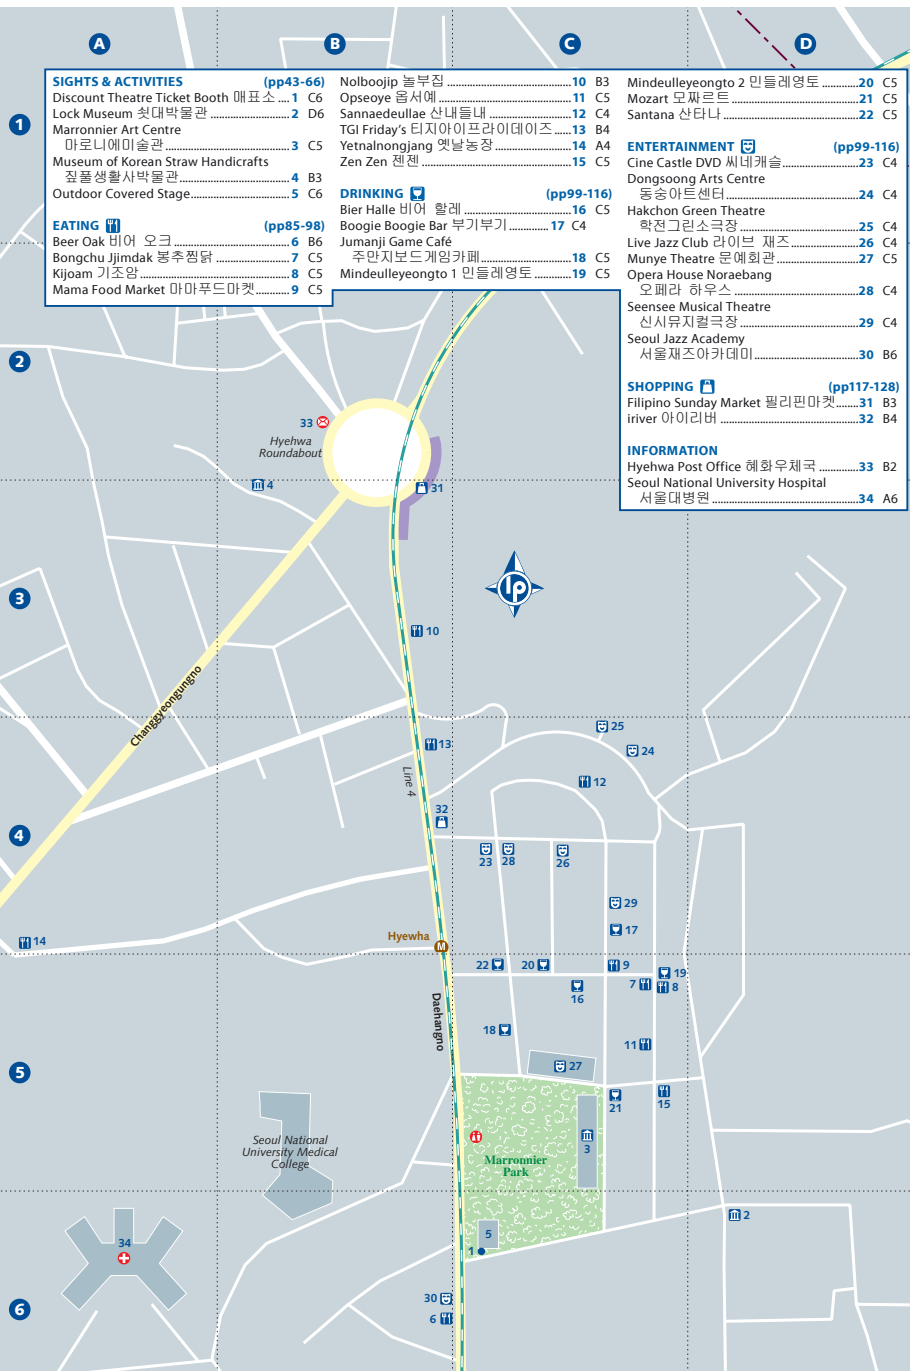 A
B
C
D
SIGHTS & ACTIVITIES (pp43-66)
Discount Theatre Ticket Booth 매표소....1 C6
Lock Museum 쇳대박물관....2 D6
Marronnier Art Centre
마로니에미술관....3 C5
Museum of Korean Straw Handicrafts
짚풀생활사박물관....4 B3
Outdoor Covered Stage....5 C6
EATING (pp85-98)
Beer Oak 비어 오크....6 B6
Bongchu Jjimdak 봉추찜닭....7 C5
Kijoam 기조암....8 C5
Mama Food Market 마마푸드마켓....9 C5
Nolboojip 놀부집....10 B3
Opseoye 옵서예....11 C5
Sannaedeullae 산내들내....12 C4
TGI Friday's 티지아이프라이데이즈....13 B4
Yetnalnongjang 옛날농장....14 A4
Zen Zen 젠젠....15 C5
DRINKING (pp99-116)
Bier Halle 비어 할레....16 C5
Boogie Boogie Bar 부기부기....17 C4
Jumanji Game Café
주만지보드게임카페....18 C5
Mindeulleyeongto 1 민들레영토....19 C5
Mindeulleyeongto 2 민들레영토....20 C5
Mozart 모짜르트....21 C5
Santana 산타나....22 C5
ENTERTAINMENT (pp99-116)
Cine Castle DVD 씨네캐슬....23 C4
Dongsoong Arts Centre
동숭아트센터....24 C4
Hakchon Green Theatre
학전그린소극장....25 C4
Live Jazz Club 라이브 재즈....26 C4
Munye Theatre 문예회관....27 C5
Opera House Noraebang
오페라 하우스....28 C4
Seensee Musical Theatre
신시뮤지컬극장....29 C4
Seoul Jazz Academy
서울재즈아카데미....30 B6
SHOPPING (pp117-128)
Filipino Sunday Market 필리핀마켓....31 B3
iriver 아이리버....32 B4
INFORMATION
Hyehwa Post Office 혜화우체국....33 B2
Seoul National University Hospital
서울대병원....34 A6
1
2
33
Hyehwa
Roundabout
4
31
lp
3
10
Changgyeongungno
25
13
24
Line 4
12
32
4
23
28
26
29
17
Hyewha
M
14
22
20
9
19
7
8
16
Daehangno
18
11
27
5
21
15
Seoul National
University Medical
College
3
Marronnier
Park
2
34
5
1
30
6
6